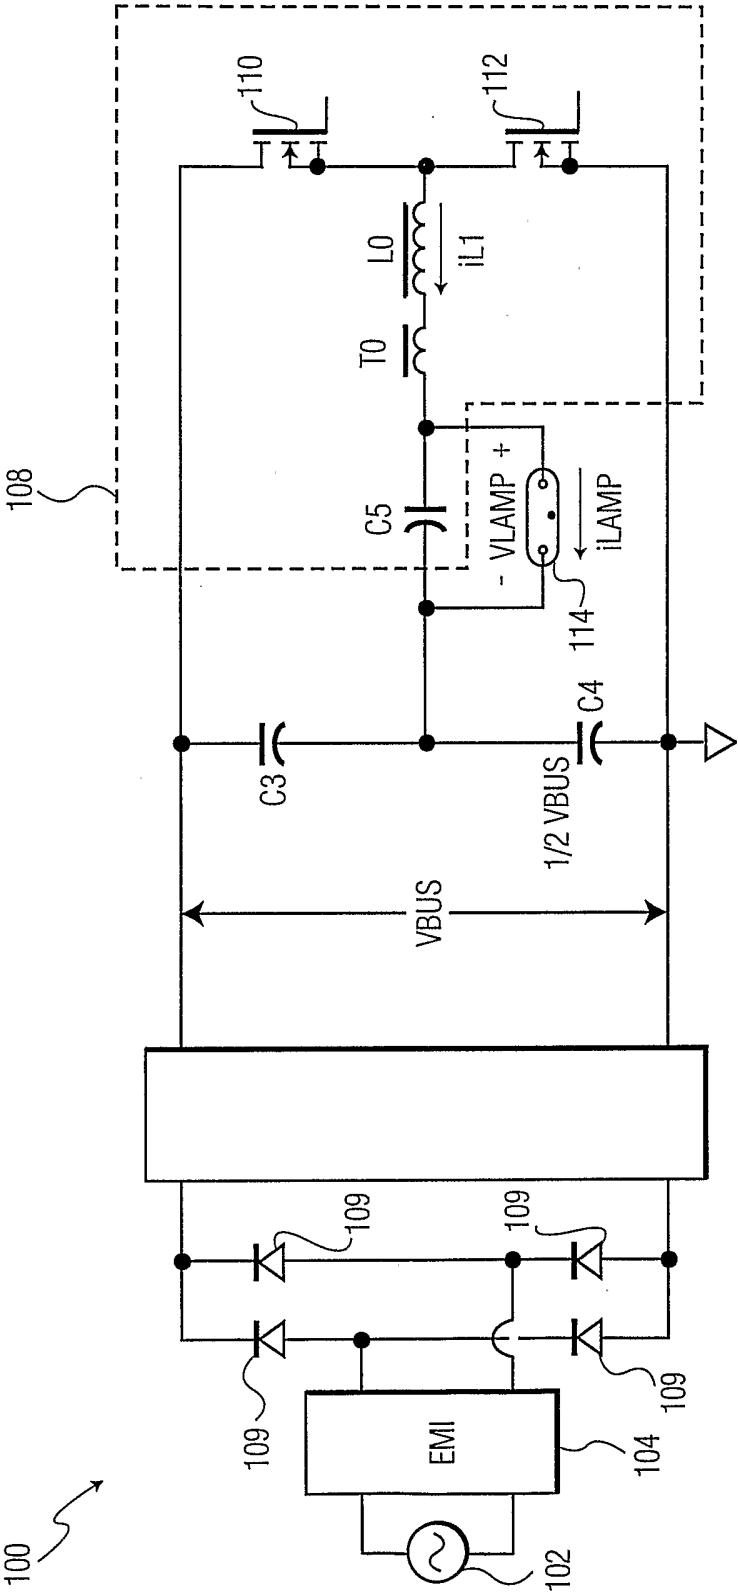 100
102
EMI
104
109
109
109
109
VBUS
C3
1/2 VBUS
C4
108
C5
- VLAMP +
iLAMP
114
T0
L0
iL1
110
112